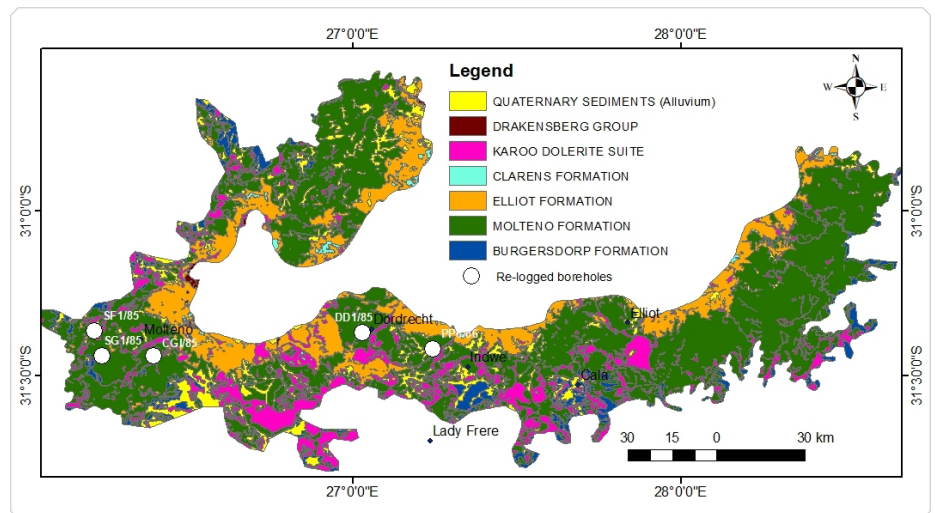 27°0'0"E
28°0'0"E
Legend
QUATERNARY SEDIMENTS (Alluvium)
DRAKENSBERG GROUP
KAROO DOLERITE SUITE
CLARENS FORMATION
ELLIOT FORMATION
MOLTENO FORMATION
BURGERSDORP FORMATION
Re-logged boreholes
N
W
E
S
31°0'0"S
31°0'0"S
SF1/85
Molteno
SG1/85
CGI/85
DD1/85
Dordrecht
Indwe
Elliot
Cala
31°30'0"S
31°30'0"S
Lady Frere
30 15 0 30 km
27°0'0"E
28°0'0"E